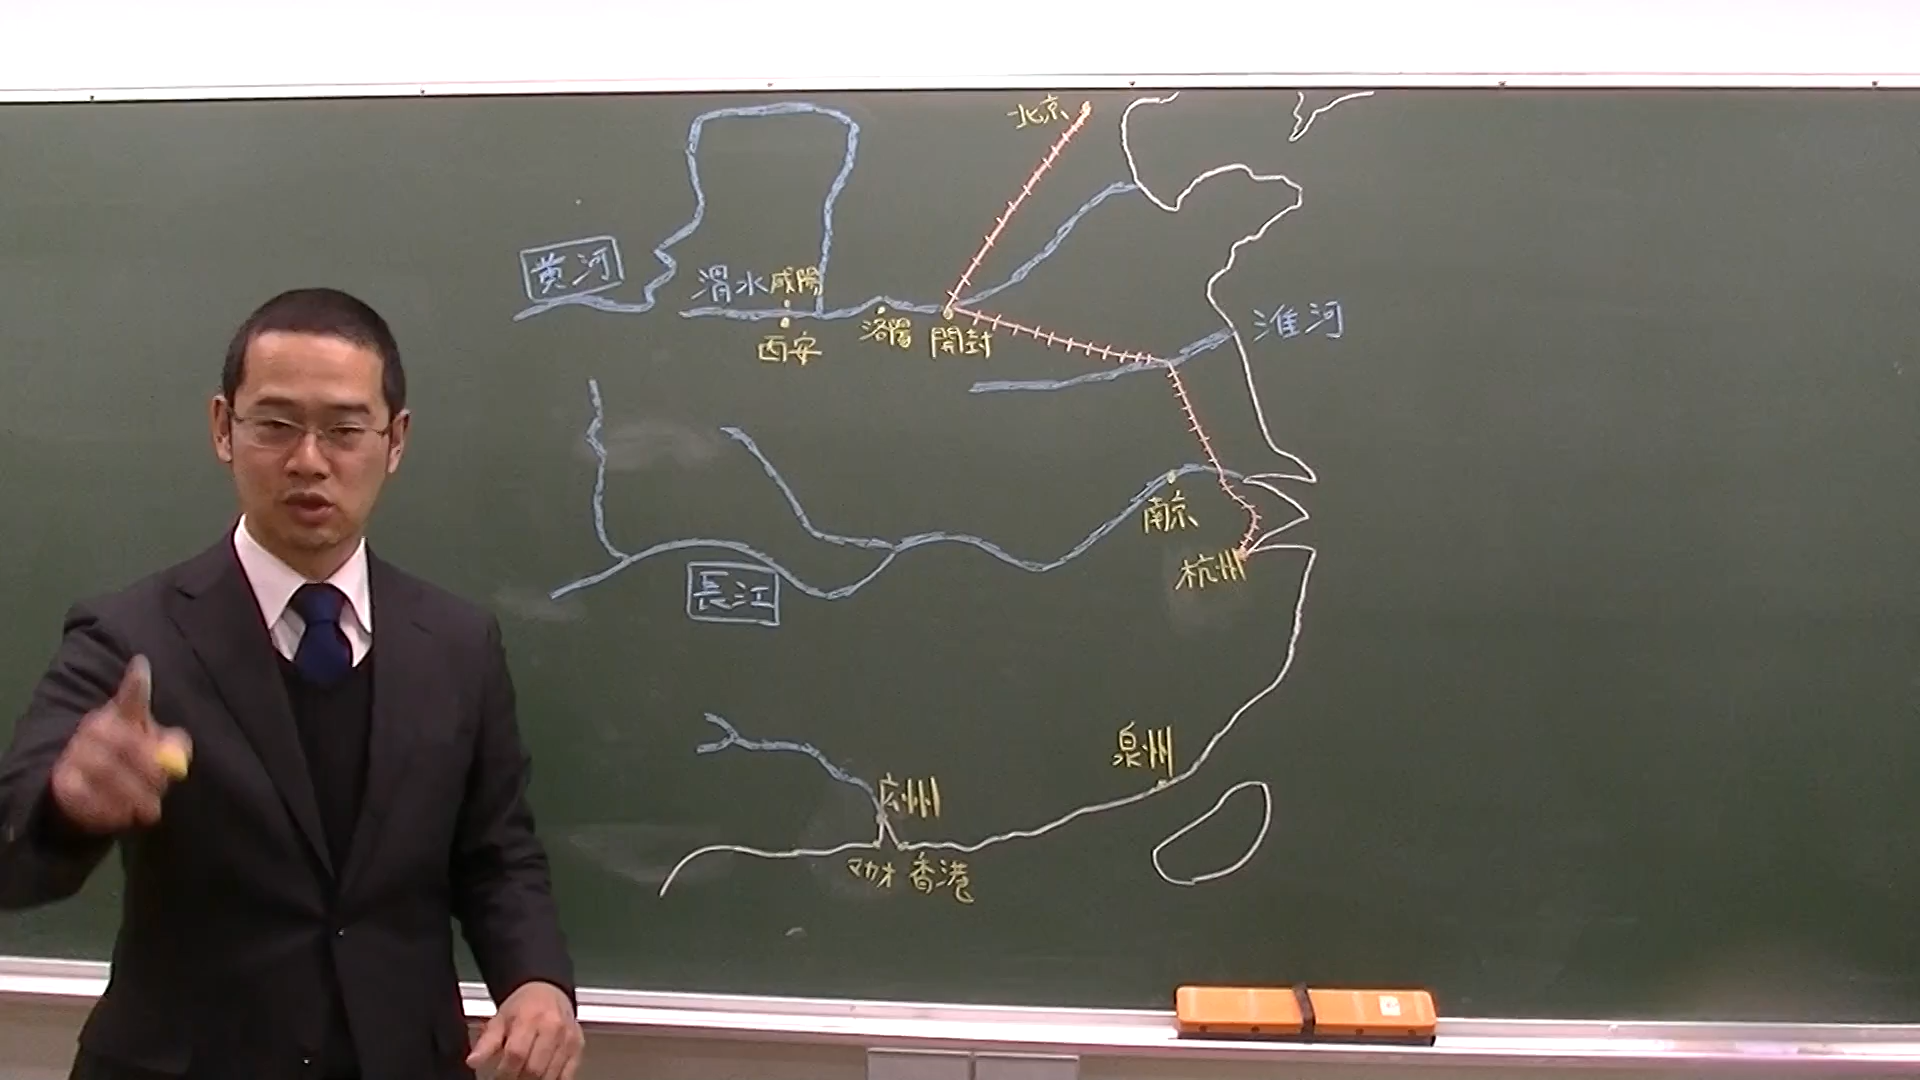 北京
黄河
渭水
咸陽
西安
洛陽
開封
淮河
南京
杭州
長江
泉州
広州
マカオ
香港